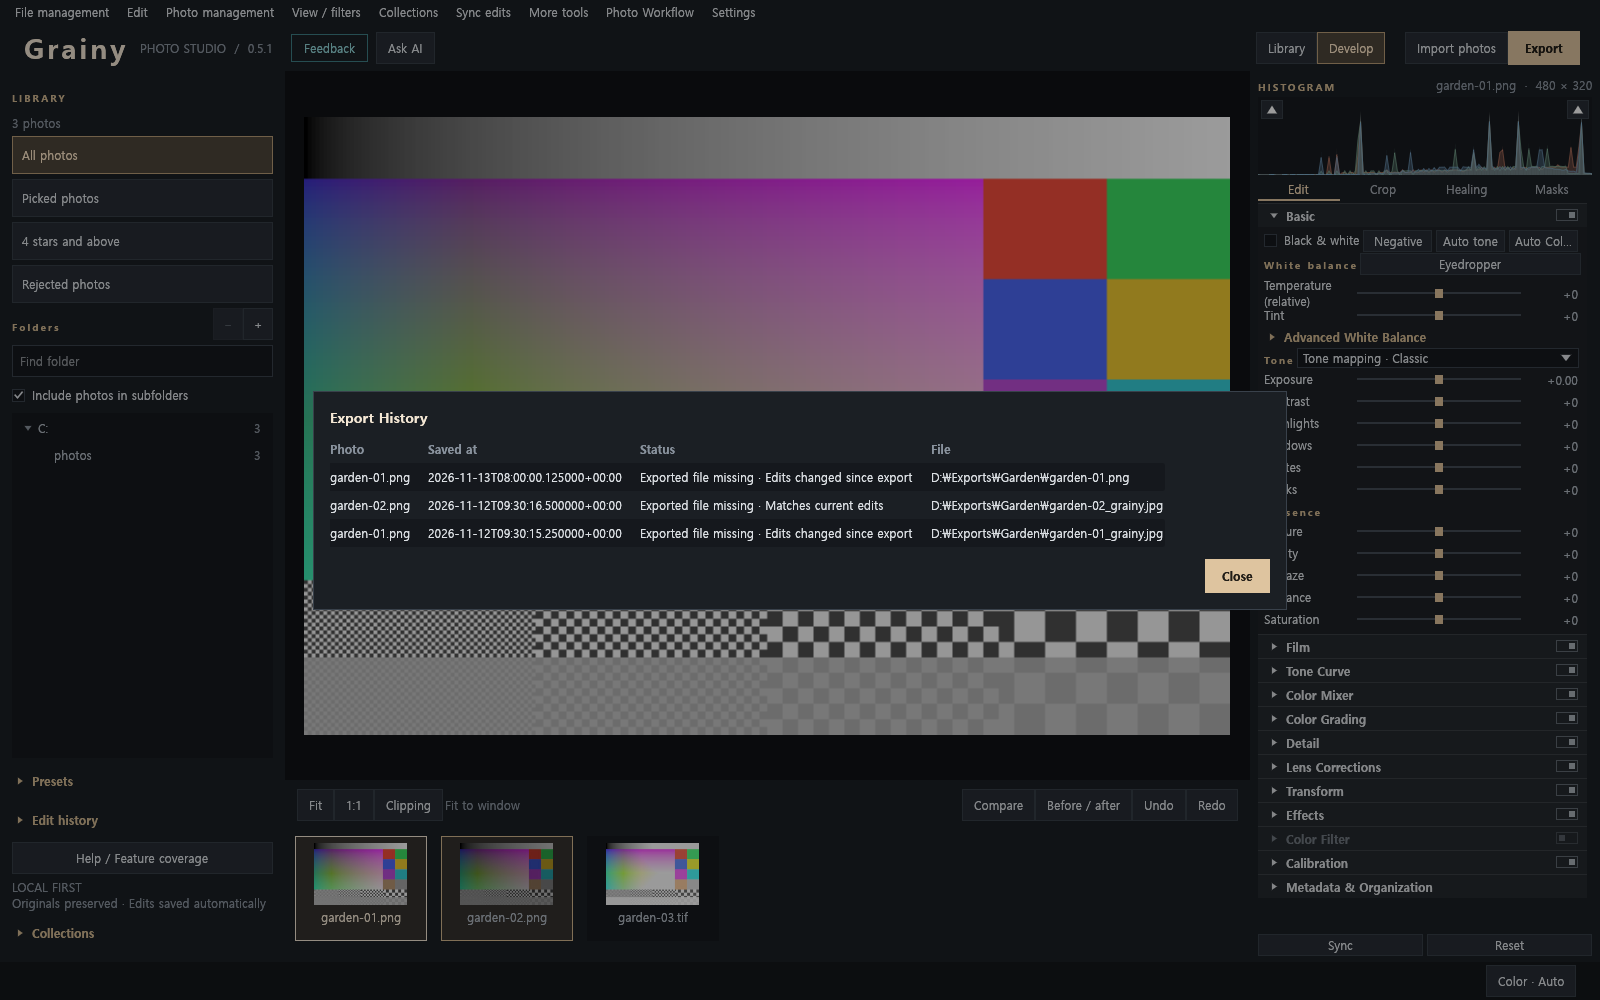 File management Edit Photo management View / filters Collections Sync edits More tools Photo Workflow Settings
Grainy PHOTO STUDIO / 0.5.1 Feedback Ask AI Library Develop Import photos Export
LIBRARY
3 photos
All photos
Picked photos
4 stars and above
Rejected photos
Folders − +
Find folder
Include photos in subfolders
C: 3
photos 3
Presets
Edit history
Help / Feature coverage
LOCAL FIRST
Originals preserved · Edits saved automatically
Collections
Export History
Photo Saved at Status File
garden-01.png 2026-11-13T08:00:00.125000+00:00 Exported file missing · Edits changed since export D:₩Exports₩Garden₩garden-01.png
garden-02.png 2026-11-12T09:30:16.500000+00:00 Exported file missing · Matches current edits D:₩Exports₩Garden₩garden-02_grainy.jpg
garden-01.png 2026-11-12T09:30:15.250000+00:00 Exported file missing · Edits changed since export D:₩Exports₩Garden₩garden-01_grainy.jpg
Close
Fit 1:1 Clipping Fit to window Compare Before / after Undo Redo
garden-01.png garden-02.png garden-03.tif
HISTOGRAM garden-01.png · 480 × 320
Edit Crop Healing Masks
Basic
Black & white Negative Auto tone Auto Col...
White balance Eyedropper
Temperature (relative) +0
Tint +0
Advanced White Balance
Tone Tone mapping · Classic
Exposure +0.00
trast +0
hlights +0
dows +0
tes +0
ks +0
sence
ure +0
ty +0
aze +0
ance +0
Saturation +0
Film
Tone Curve
Color Mixer
Color Grading
Detail
Lens Corrections
Transform
Effects
Color Filter
Calibration
Metadata & Organization
Sync Reset
Color · Auto